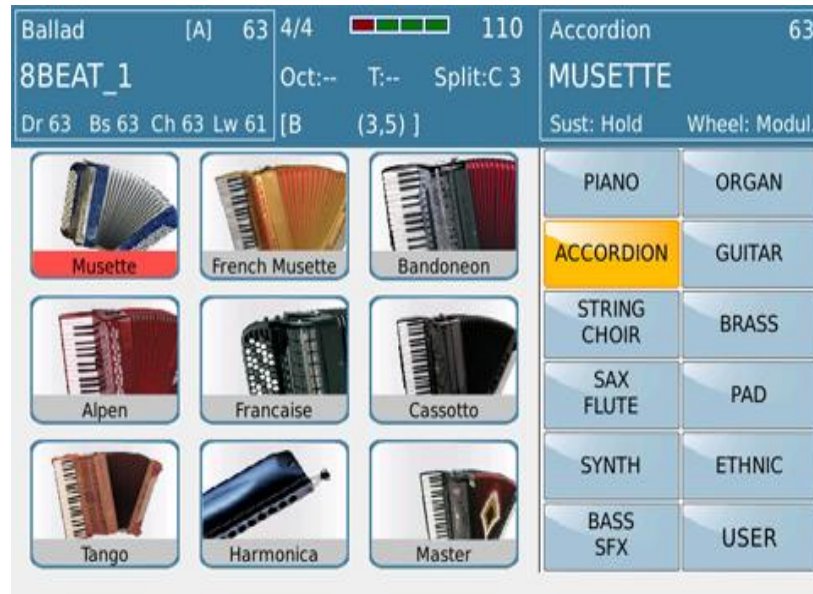 Ballad [A] 63
8BEAT_1
Dr 63 Bs 63 Ch 63 Lw 61
4/4 110
Oct:-- T:-- Split:C 3
[B (3,5) ]
Accordion 63
MUSETTE
Sust: Hold Wheel: Modul.
Musette
French Musette
Bandoneon
Alpen
Francaise
Cassotto
Tango
Harmonica
Master
PIANO
ORGAN
ACCORDION
GUITAR
STRING
CHOIR
BRASS
SAX
FLUTE
PAD
SYNTH
ETHNIC
BASS
SFX
USER